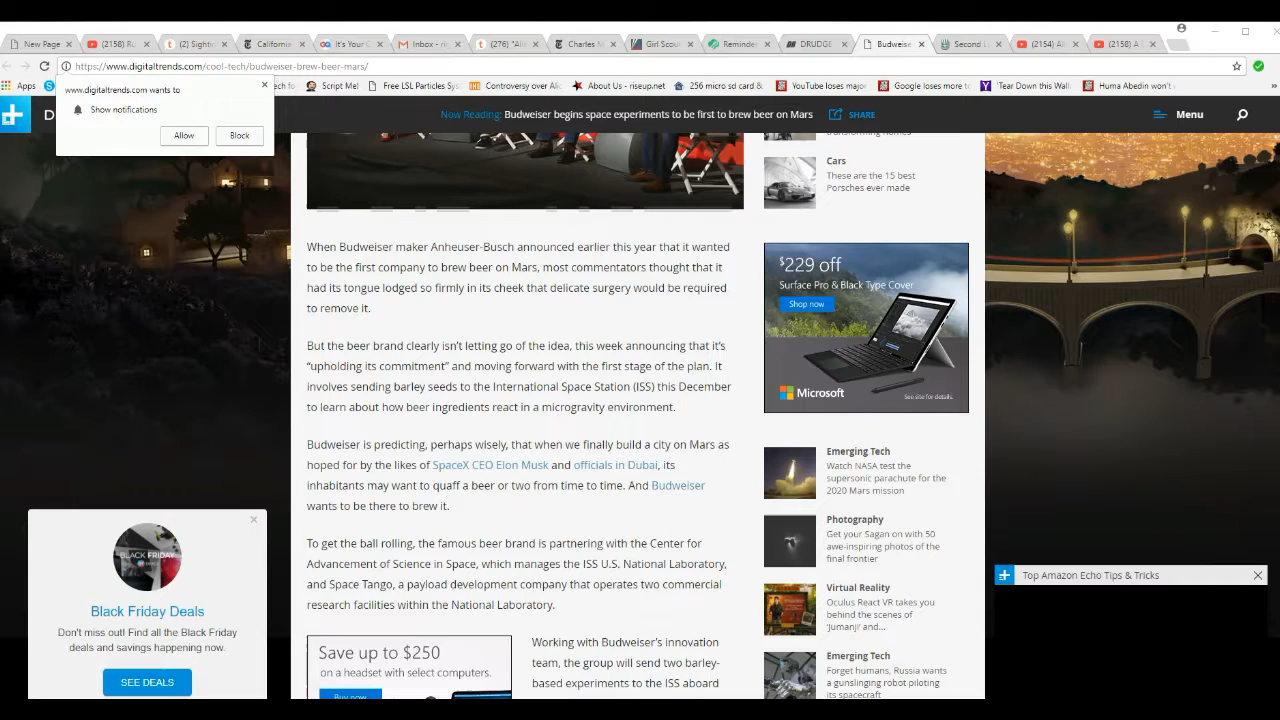 New Page
(2158) Ru
(2) Sight
California
It's Your C
Inbox - m
(276) "Ali
Charles M
Girl Scout
Reminder
DRUDGE
Budweise
Second L
(2154) Al
(2158) A
https://www.digitaltrends.com/cool-tech/budweiser-brew-beer-mars/
Apps
ch fo
Script Me!
Free LSL Particles Sy
Controversy over Ali
About Us - riseup.net
256 micro sd card &
YouTube loses major
Google loses more to
'Tear Down this Wall
Huma Abedin won't
www.digitaltrends.com wants to
Show notifications
Allow
Block
D
Now Reading: Budweiser begins space experiments to be first to brew beer on Mars
SHARE
Menu
When Budweiser maker Anheuser-Busch announced earlier this year that it wanted
to be the first company to brew beer on Mars, most commentators thought that it
had its tongue lodged so firmly in its cheek that delicate surgery would be required
to remove it.
But the beer brand clearly isn't letting go of the idea, this week announcing that it's
"upholding its commitment" and moving forward with the first stage of the plan. It
involves sending barley seeds to the International Space Station (ISS) this December
to learn about how beer ingredients react in a microgravity environment.
Budweiser is predicting, perhaps wisely, that when we finally build a city on Mars as
hoped for by the likes of SpaceX CEO Elon Musk and officials in Dubai, its
inhabitants may want to quaff a beer or two from time to time. And Budweiser
wants to be there to brew it.
To get the ball rolling, the famous beer brand is partnering with the Center for
Advancement of Science in Space, which manages the ISS U.S. National Laboratory,
and Space Tango, a payload development company that operates two commercial
research facilities within the National Laboratory.
Save up to $250
on a headset with select computers.
Buy now
Working with Budweiser's innovation
team, the group will send two barley-
based experiments to the ISS aboard
transforming homes
Cars
These are the 15 best
Porsches ever made
$229 off
Surface Pro & Black Type Cover
Shop now
Microsoft
See site for details.
Emerging Tech
Watch NASA test the
supersonic parachute for the
2020 Mars mission
Photography
Get your Sagan on with 50
awe-inspiring photos of the
final frontier
Virtual Reality
Oculus React VR takes you
behind the scenes of
'Jumanji' and...
Emerging Tech
Fear not, humans, Russia wants
a gunslinging robot piloting
its spacecraft
BLACK FRIDAY
Black Friday Deals
Don't miss out! Find all the Black Friday
deals and savings happening now.
SEE DEALS
Top Amazon Echo Tips & Tricks